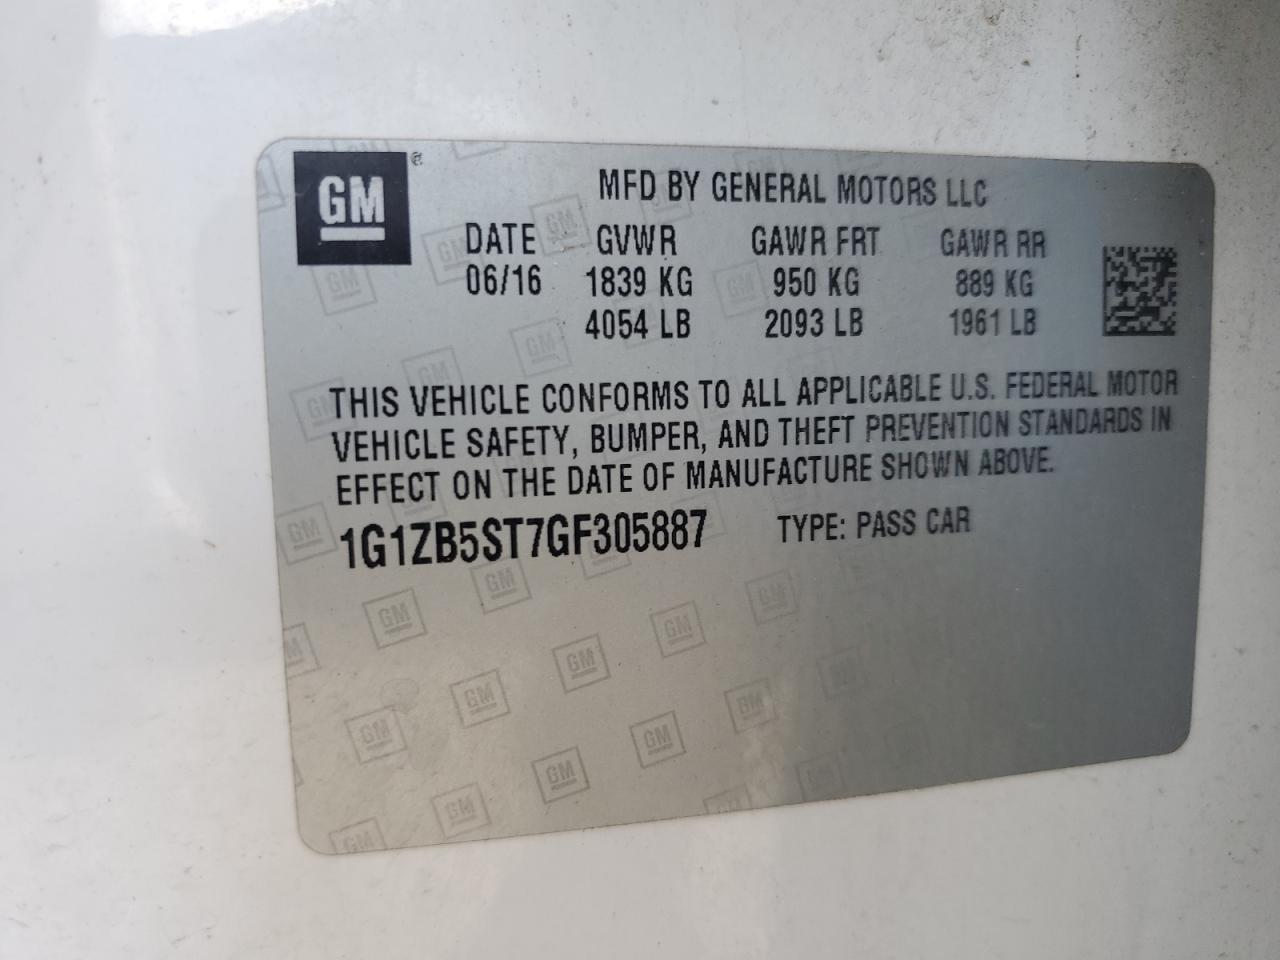 GM
MFD BY GENERAL MOTORS LLC
DATE GVWR GAWR FRT GAWR RR
06/16 1839 KG 950 KG 889 KG
4054 LB 2093 LB 1961 LB
THIS VEHICLE CONFORMS TO ALL APPLICABLE U.S. FEDERAL MOTOR
VEHICLE SAFETY, BUMPER, AND THEFT PREVENTION STANDARDS IN
EFFECT ON THE DATE OF MANUFACTURE SHOWN ABOVE.
1G1ZB5ST7GF305887 TYPE: PASS CAR